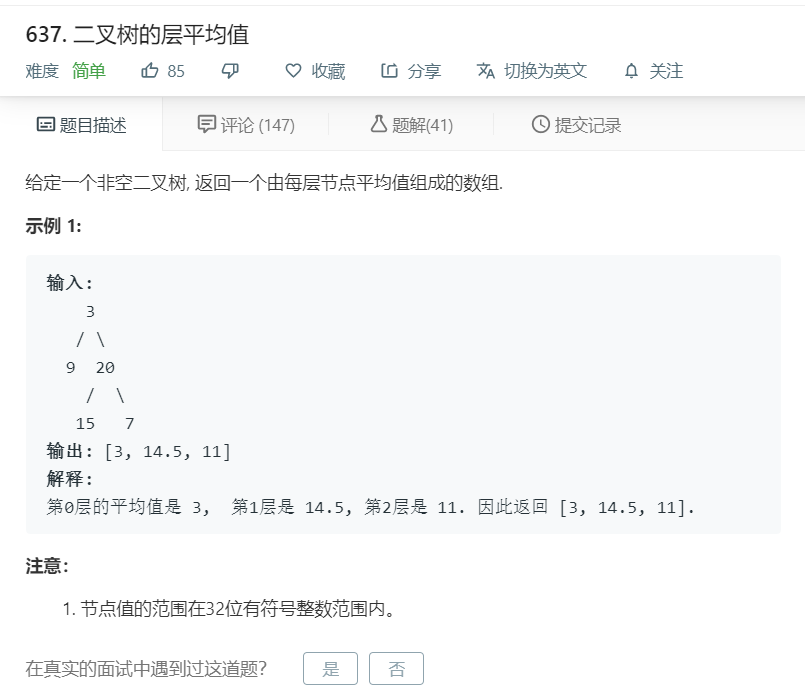 637. 二叉树的层平均值
难度 简单 85 收藏 分享 切换为英文 关注
题目描述 评论 (147) 题解(41) 提交记录
给定一个非空二叉树, 返回一个由每层节点平均值组成的数组.
示例 1:
输入:
3
/ \
9 20
/ \
15 7
输出: [3, 14.5, 11]
解释:
第0层的平均值是 3, 第1层是 14.5, 第2层是 11. 因此返回 [3, 14.5, 11].
注意:
1. 节点值的范围在32位有符号整数范围内。
在真实的面试中遇到过这道题? 是 否